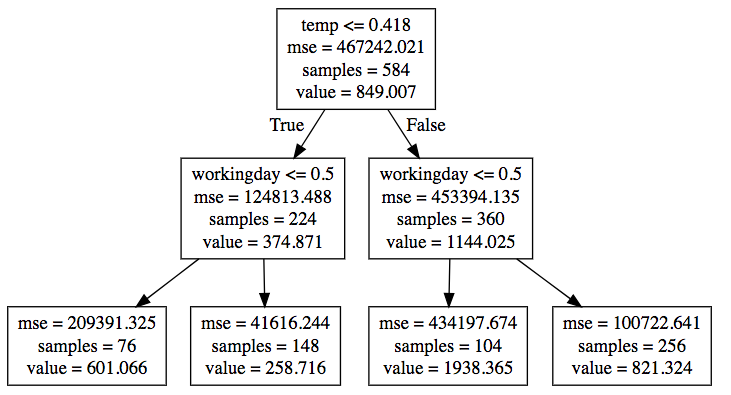 temp <= 0.418
mse = 467242.021
samples = 584
value = 849.007
True
False
workingday <= 0.5
mse = 124813.488
samples = 224
value = 374.871
workingday <= 0.5
mse = 453394.135
samples = 360
value = 1144.025
mse = 209391.325
samples = 76
value = 601.066
mse = 41616.244
samples = 148
value = 258.716
mse = 434197.674
samples = 104
value = 1938.365
mse = 100722.641
samples = 256
value = 821.324